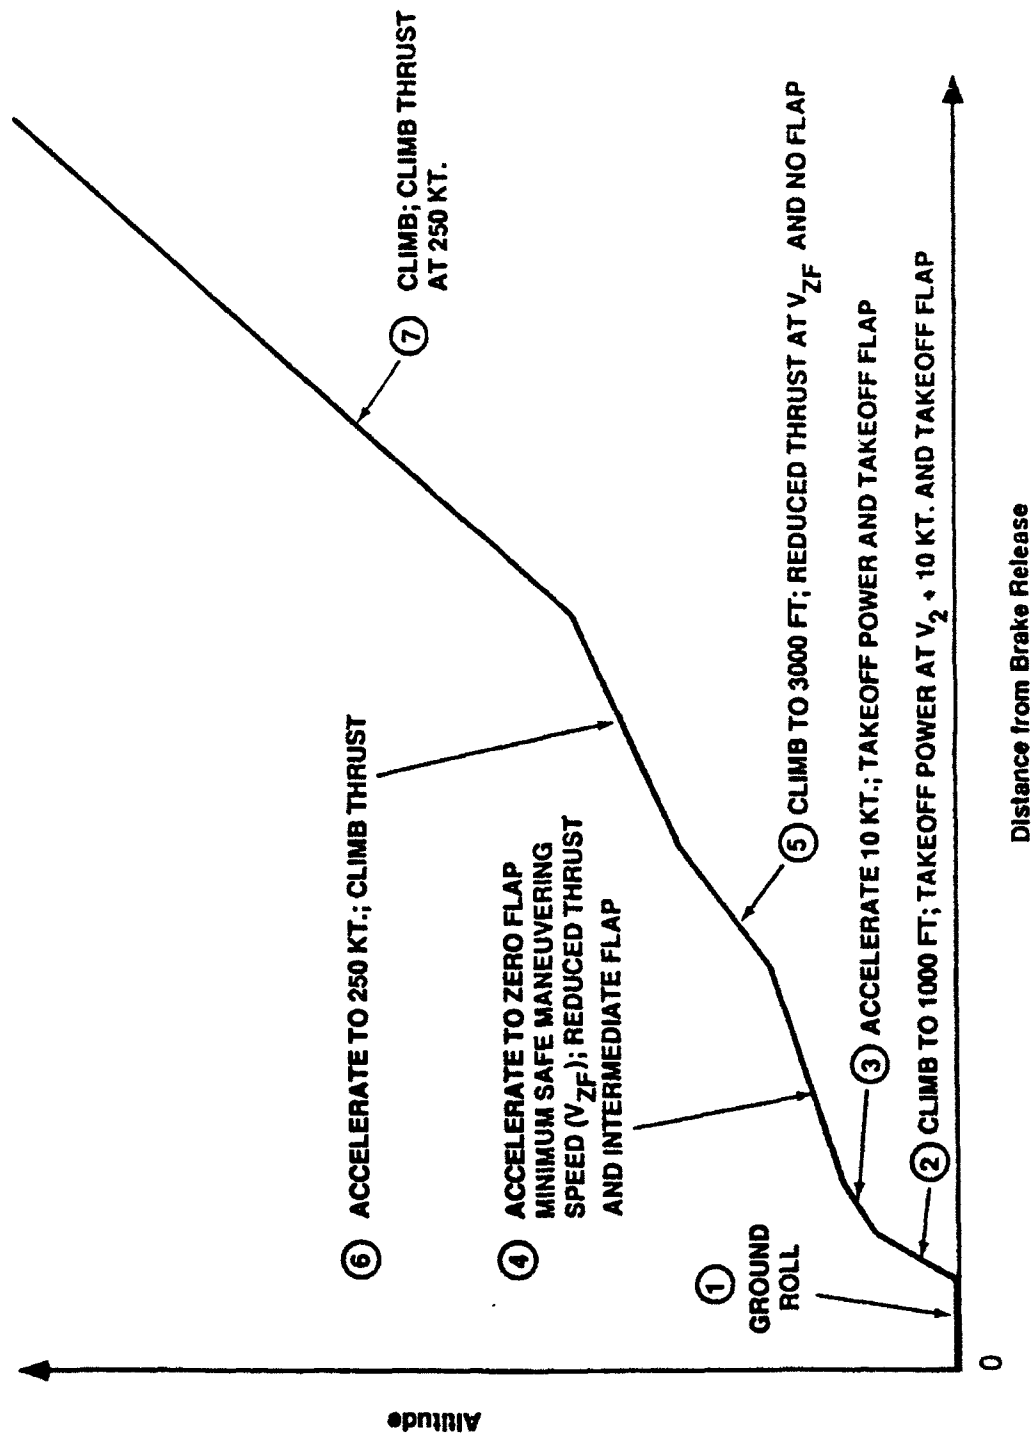 Altitude
⑥ ACCELERATE TO 250 KT.; CLIMB THRUST
④ ACCELERATE TO ZERO FLAP
MINIMUM SAFE MANEUVERING
SPEED (V_ZF); REDUCED THRUST
AND INTERMEDIATE FLAP
① GROUND
ROLL
⑦ CLIMB; CLIMB THRUST
AT 250 KT.
⑤ CLIMB TO 3000 FT; REDUCED THRUST AT V_ZF AND NO FLAP
③ ACCELERATE 10 KT.; TAKEOFF POWER AND TAKEOFF FLAP
② CLIMB TO 1000 FT; TAKEOFF POWER AT V_2 + 10 KT. AND TAKEOFF FLAP
0
Distance from Brake Release